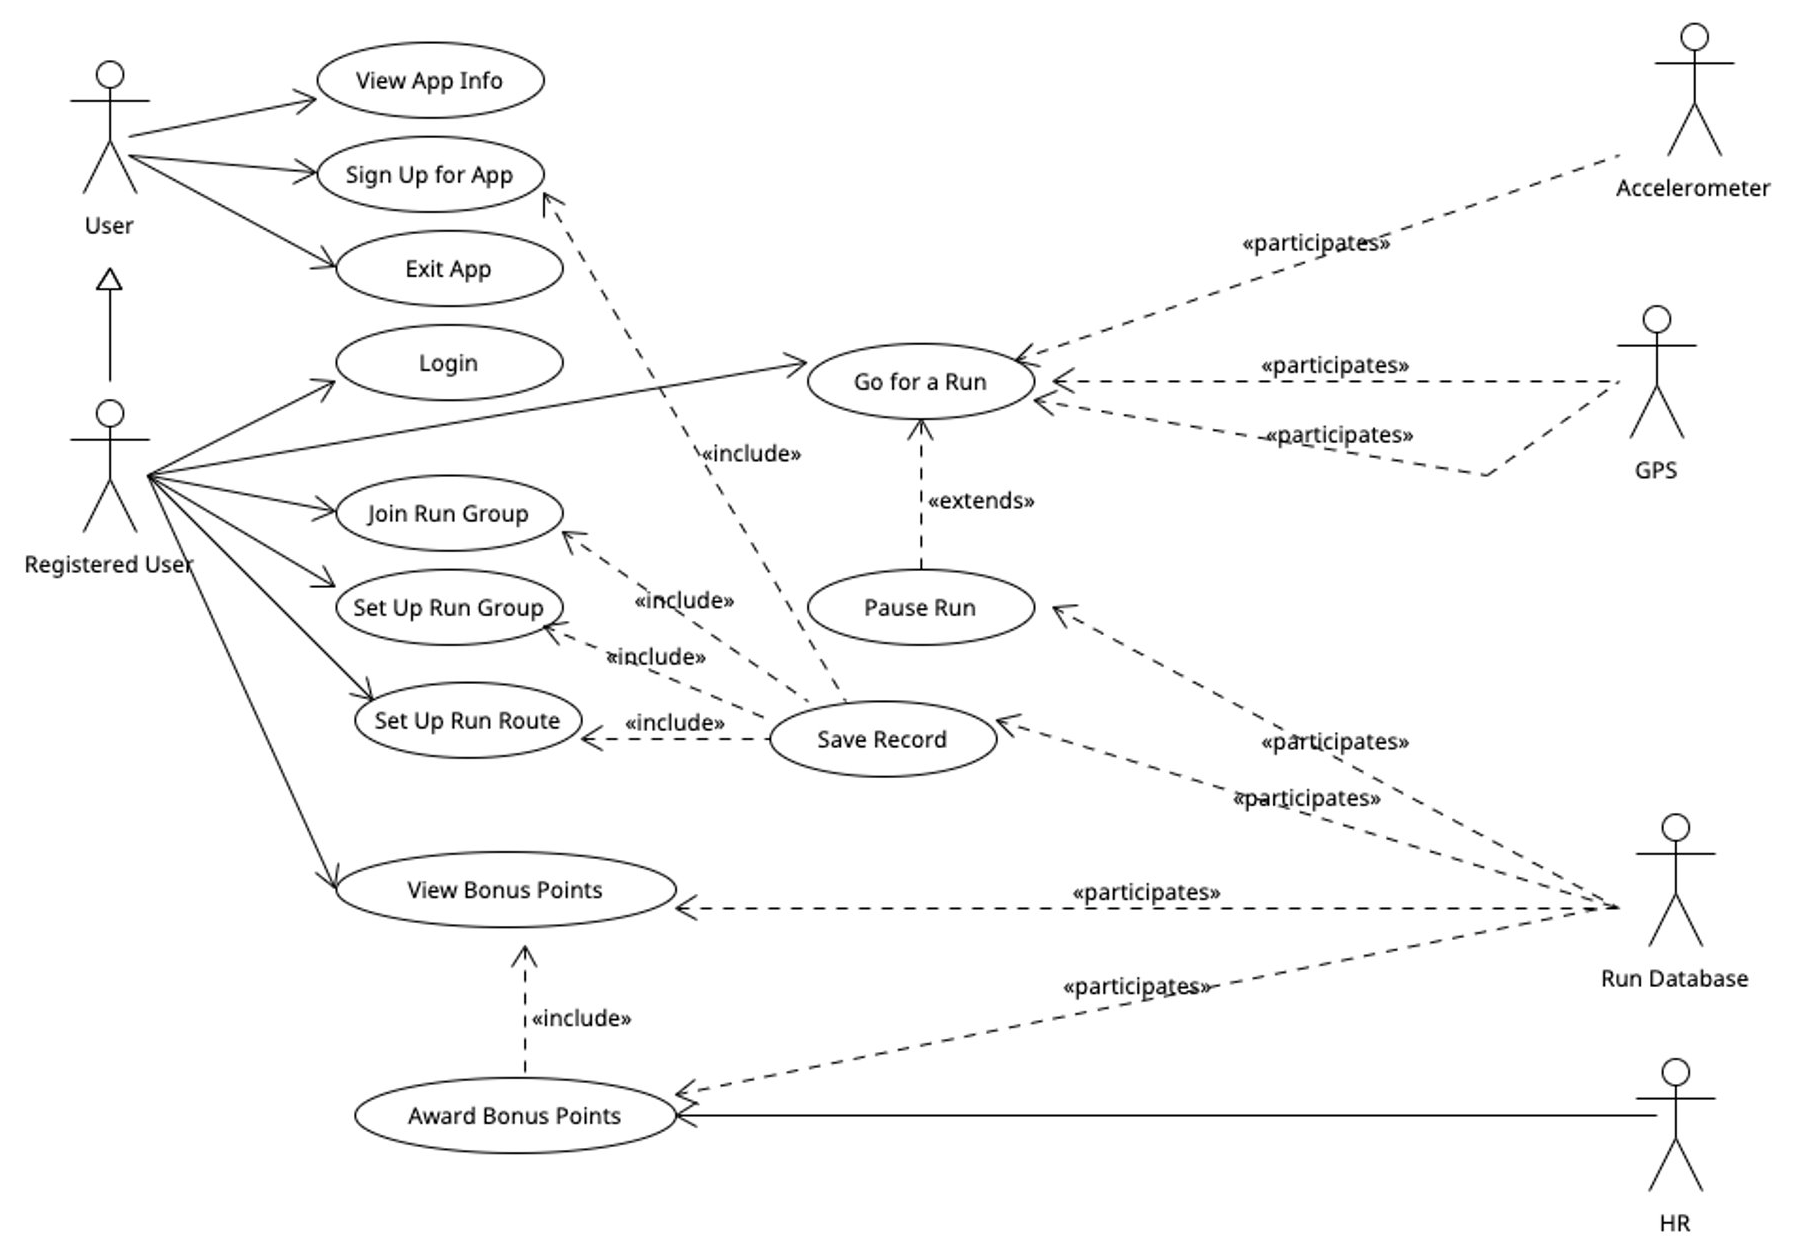 View App Info
Sign Up for App
Accelerometer
User
«participates»
Exit App
Login
«participates»
Go for a Run
«participates»
«include»
GPS
«extends»
Join Run Group
Registered User
«include»
Set Up Run Group
Pause Run
«include»
Set Up Run Route
«include»
Save Record
«participates»
«participates»
View Bonus Points
«participates»
Run Database
«participates»
«include»
Award Bonus Points
HR